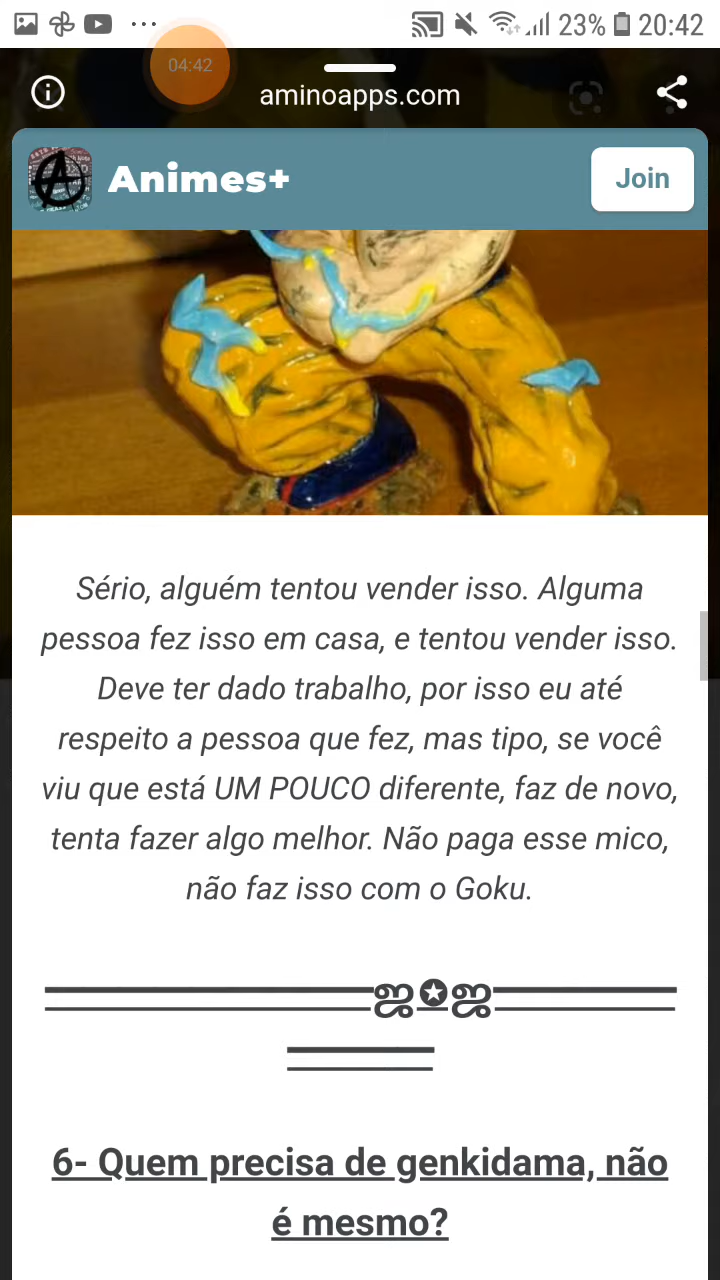 23% 20:42
04:42
aminoapps.com
Animes+
Join
Sério, alguém tentou vender isso. Alguma
pessoa fez isso em casa, e tentou vender isso.
Deve ter dado trabalho, por isso eu até
respeito a pessoa que fez, mas tipo, se você
viu que está UM POUCO diferente, faz de novo,
tenta fazer algo melhor. Não paga esse mico,
não faz isso com o Goku.
══════════ஜ✪ஜ══════
═════
6- Quem precisa de genkidama, não
é mesmo?